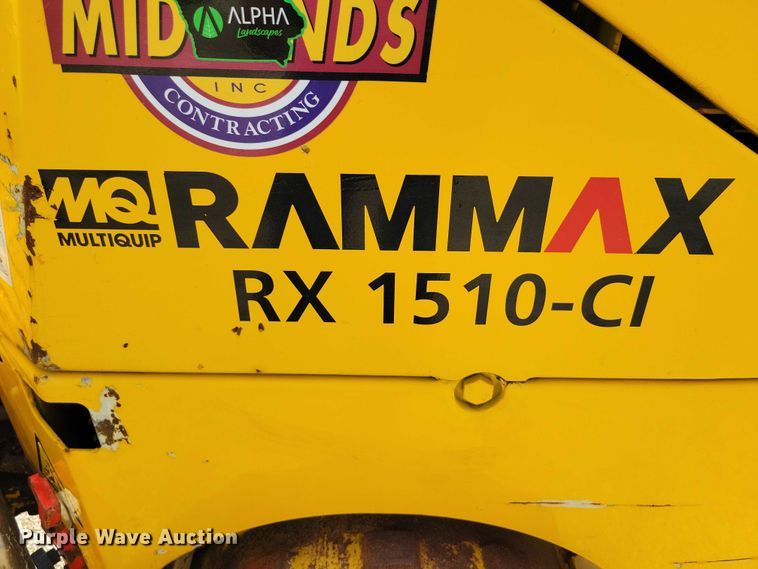 ALPHA
Landscapes
MIDLANDS
INC
CONTRACTING
MQ RAMMAX
MULTIQUIP
RX 1510-CI
Purple Wave Auction